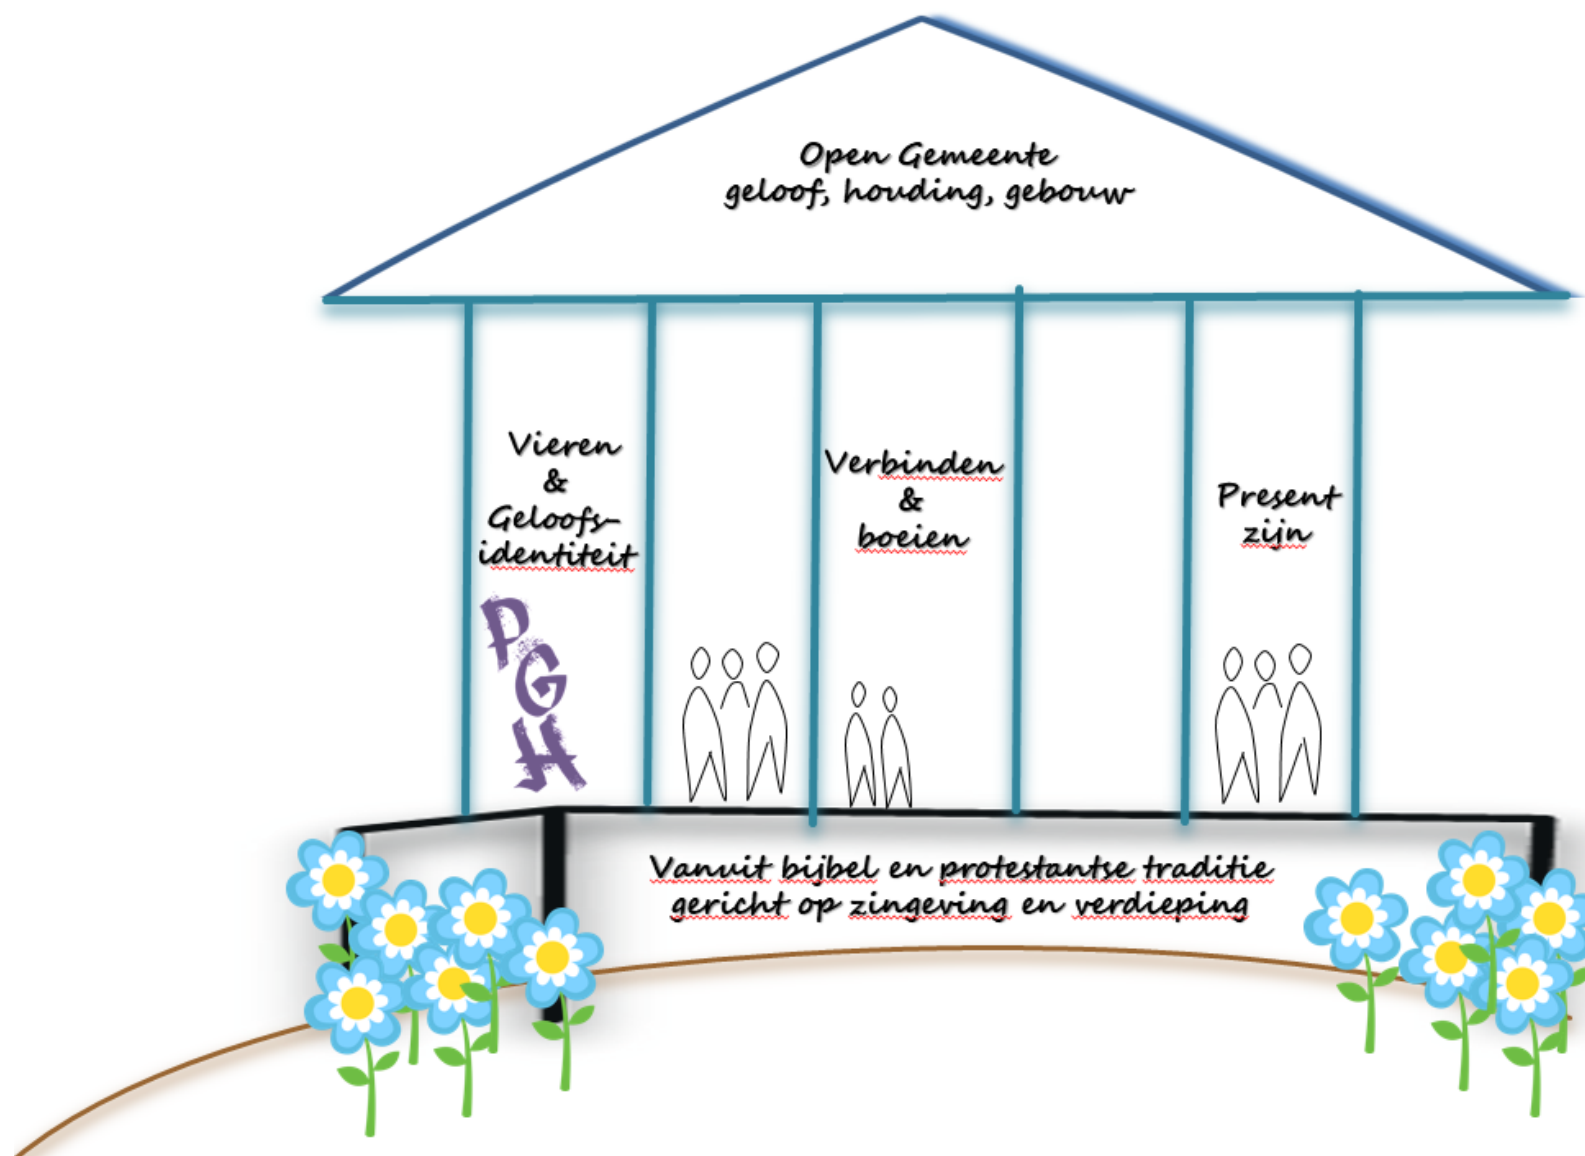 Open Gemeente
geloof, houding, gebouw
Vieren
&
Geloofs-
identiteit
P
G
H
Verbinden
&
boeien
Present
zijn
Vanuit bijbel en protestantse traditie
gericht op zingeving en verdieping